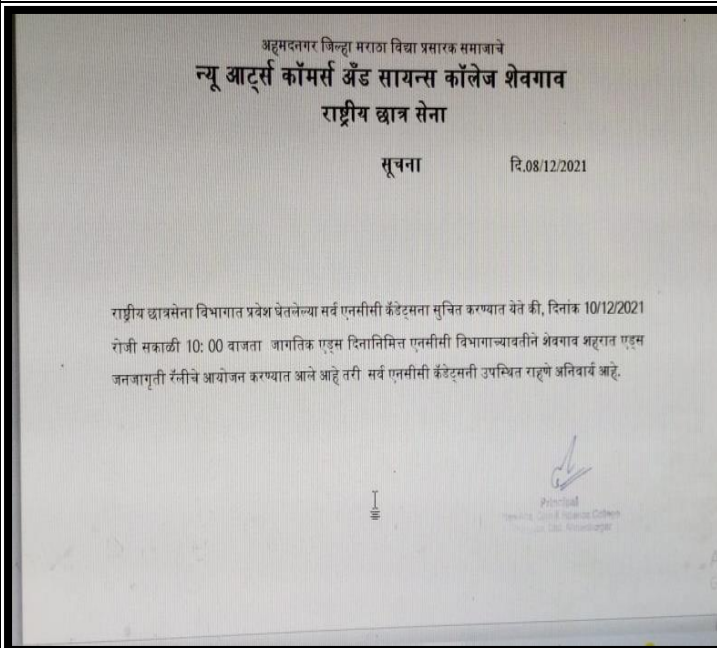 अहमदनगर जिल्हा मराठा विद्या प्रसारक समाजाचे
न्यू आर्ट्स कॉमर्स अँड सायन्स कॉलेज शेवगाव
राष्ट्रीय छात्र सेना
सूचना दि.08/12/2021
राष्ट्रीय छात्रसेना विभागात प्रवेश घेतलेल्या सर्व एनसीसी कॅडेट्सना सुचित करण्यात येते की, दिनांक 10/12/2021
रोजी सकाळी 10: 00 वाजता जागतिक एड्स दिनानिमित्त एनसीसी विभागाच्यावतीने शेवगाव शहरात एड्स
जनजागृती रॅलीचे आयोजन करण्यात आले आहे तरी सर्व एनसीसी कॅडेट्सनी उपस्थित राहणे अनिवार्य आहे.
Principal